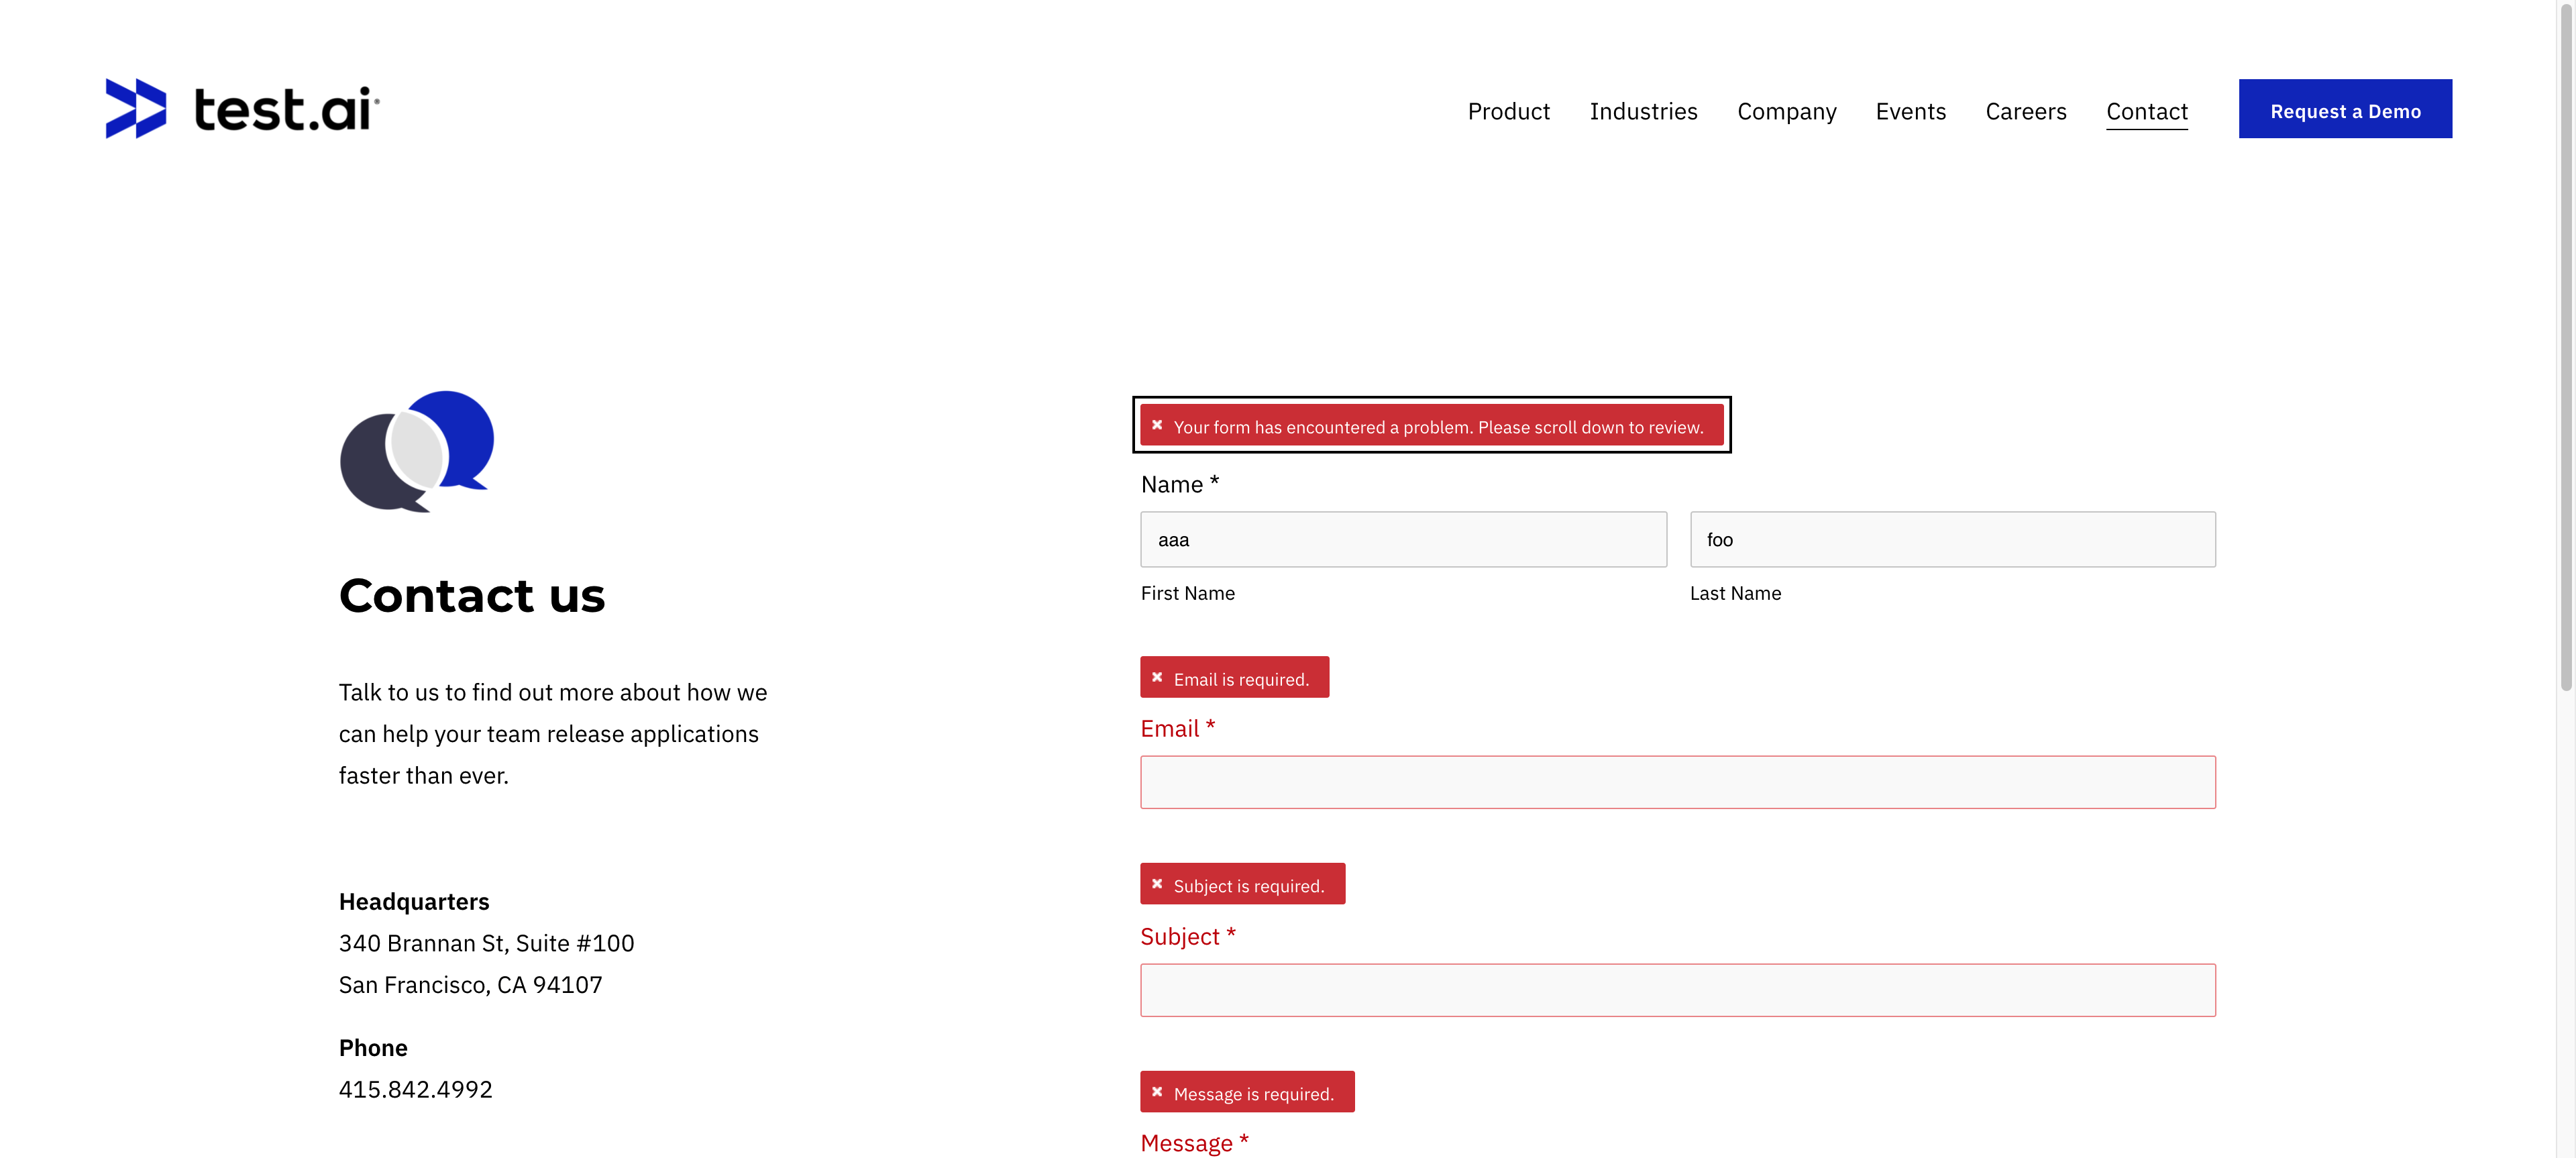 test.ai
Product Industries Company Events Careers Contact Request a Demo
Contact us
Talk to us to find out more about how we
can help your team release applications
faster than ever.
Headquarters
340 Brannan St, Suite #100
San Francisco, CA 94107
Phone
415.842.4992
Your form has encountered a problem. Please scroll down to review.
Name *
aaa foo
First Name Last Name
Email is required.
Email *
Subject is required.
Subject *
Message is required.
Message *